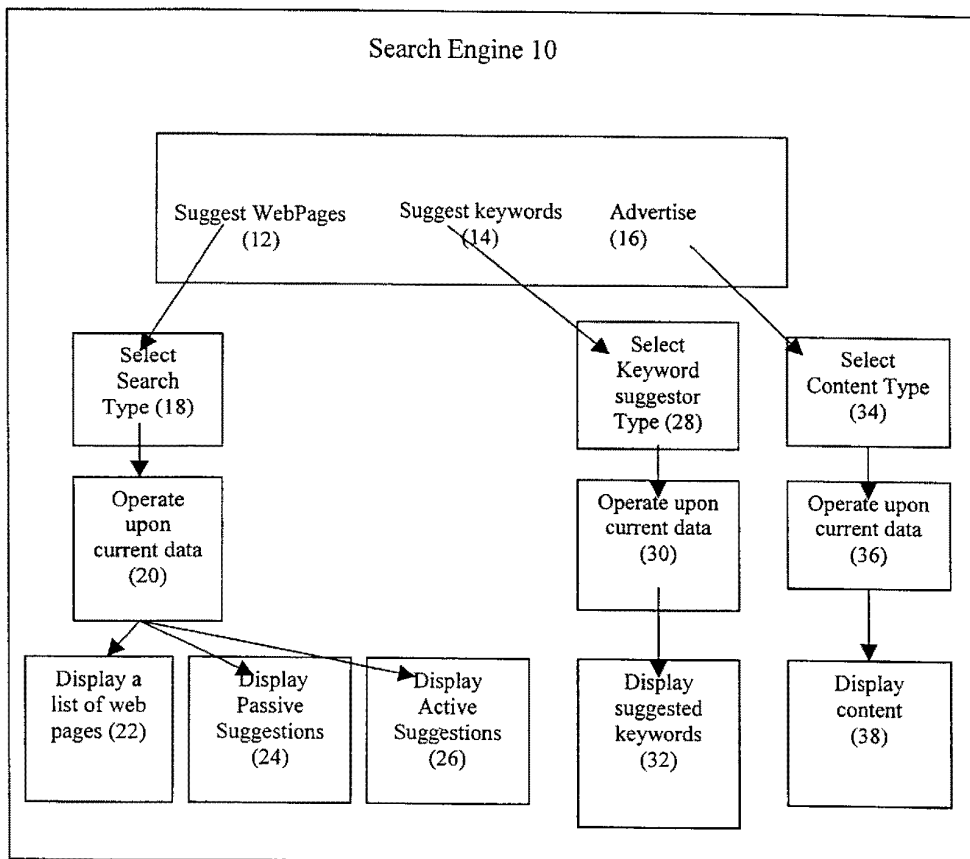 Search Engine 10
Suggest WebPages
(12)
Suggest keywords
(14)
Advertise
(16)
Select
Search
Type (18)
Select
Keyword
suggestor
Type (28)
Select
Content Type
(34)
Operate
upon
current data
(20)
Operate upon
current data
(30)
Operate upon
current data
(36)
Display a
list of web
pages (22)
Display
Passive
Suggestions
(24)
Display
Active
Suggestions
(26)
Display
suggested
keywords
(32)
Display
content
(38)